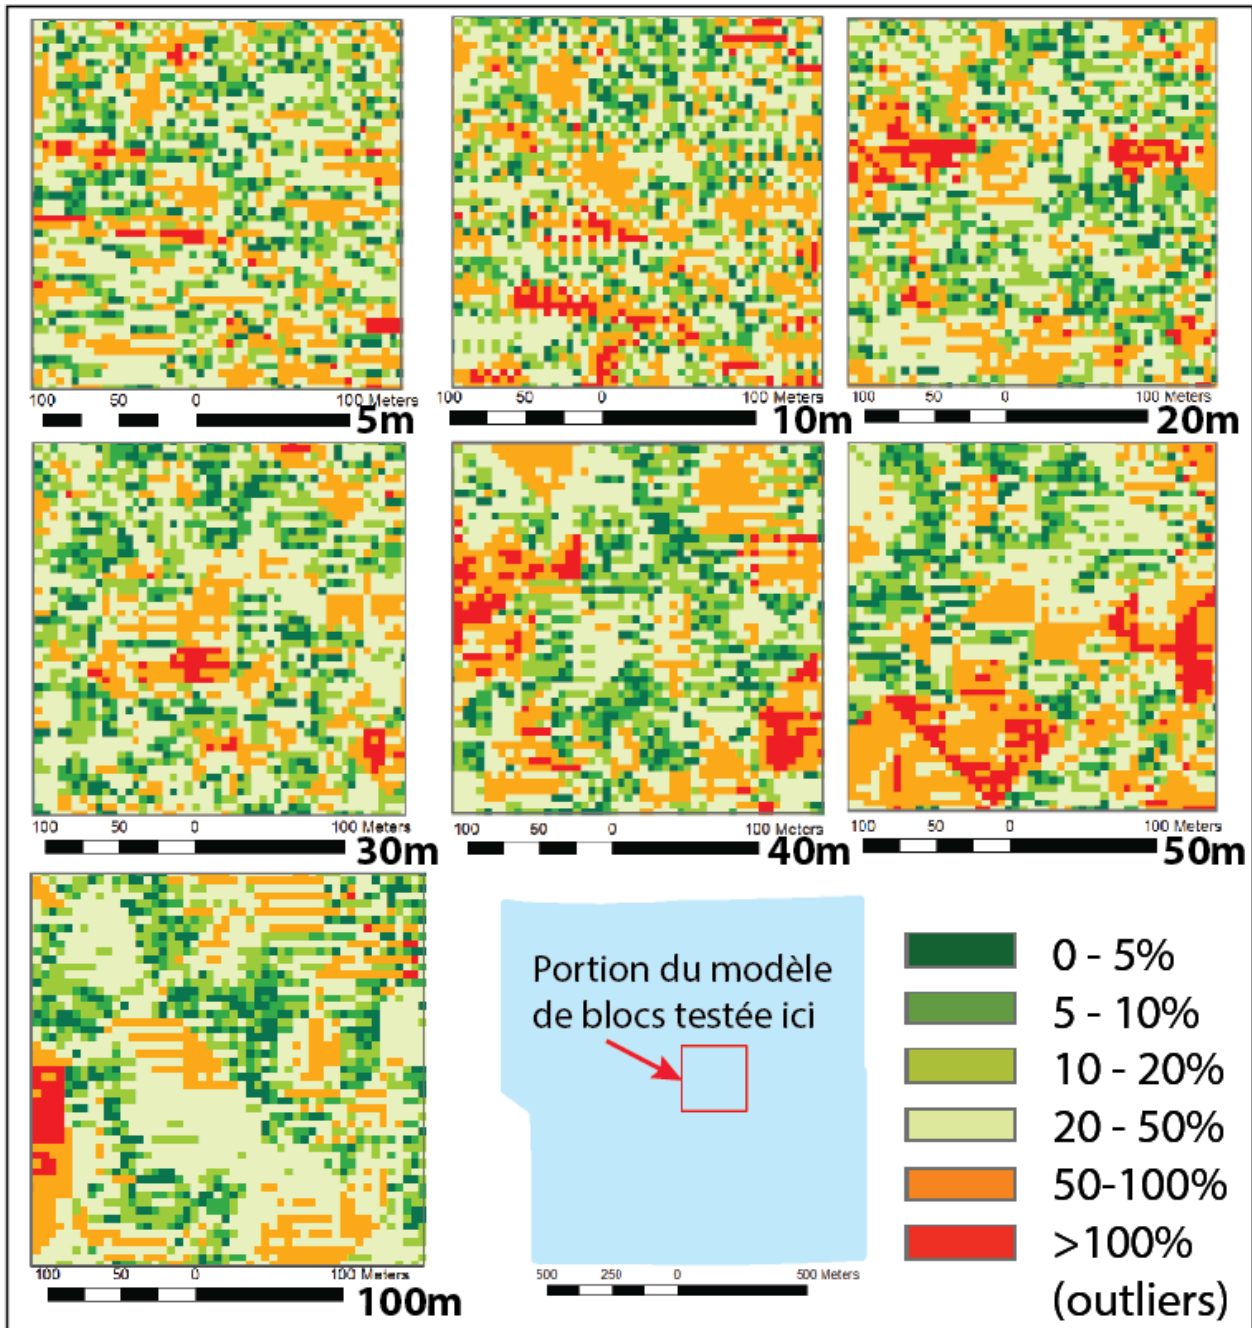 100 50 0 100 Meters
5m
100 50 0 100 Meters
10m
100 50 0 100 Meters
20m
100 50 0 100 Meters
30m
100 50 0 100 Meters
40m
100 50 0 100 Meters
50m
100 50 0 100 Meters
100m
Portion du modèle
de blocs testée ici
500 250 0 500 Meters
0 - 5%
5 - 10%
10 - 20%
20 - 50%
50-100%
>100%
(outliers)